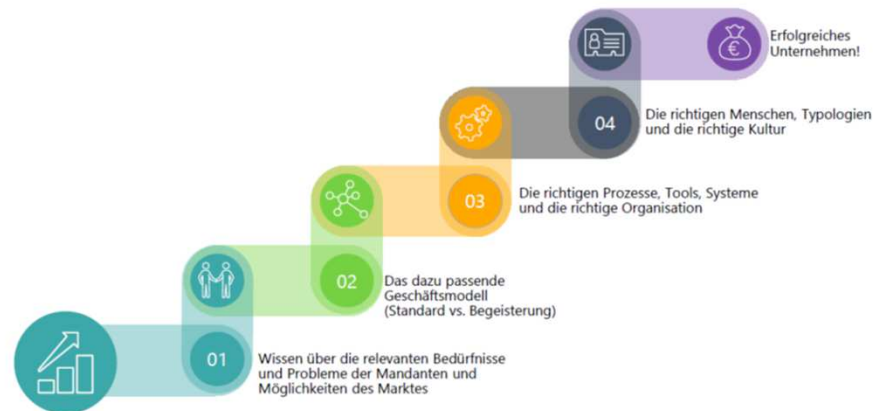 Erfolgreiches
Unternehmen!
04
Die richtigen Menschen, Typologien
und die richtige Kultur
03
Die richtigen Prozesse, Tools, Systeme
und die richtige Organisation
02
Das dazu passende
Geschäftsmodell
(Standard vs. Begeisterung)
01
Wissen über die relevanten Bedürfnisse
und Probleme der Mandanten und
Möglichkeiten des Marktes